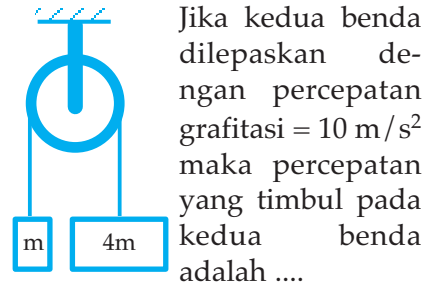 Jika kedua benda
dilepaskan de-
ngan percepatan
grafitasi = 10 m/s²
maka percepatan
yang timbul pada
kedua benda
adalah ....
m
4m